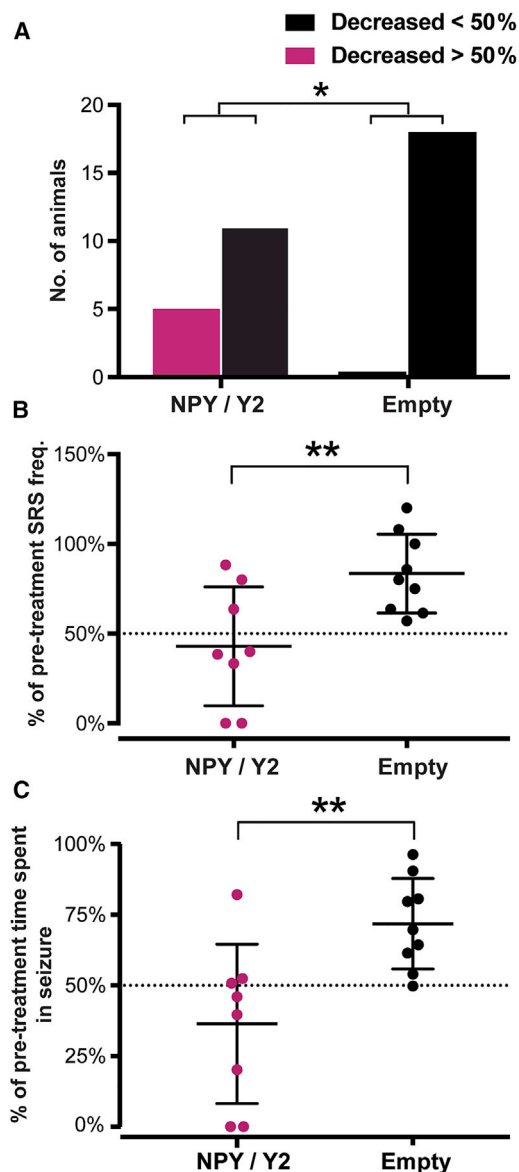 A
Decreased < 50%
Decreased > 50%
*
20
15
10
5
0
No. of animals
NPY / Y2 Empty
B
**
150%
100%
50%
0%
% of pre-treatment SRS freq.
NPY / Y2 Empty
C
**
100%
75%
50%
25%
0%
% of pre-treatment time spent
in seizure
NPY / Y2 Empty